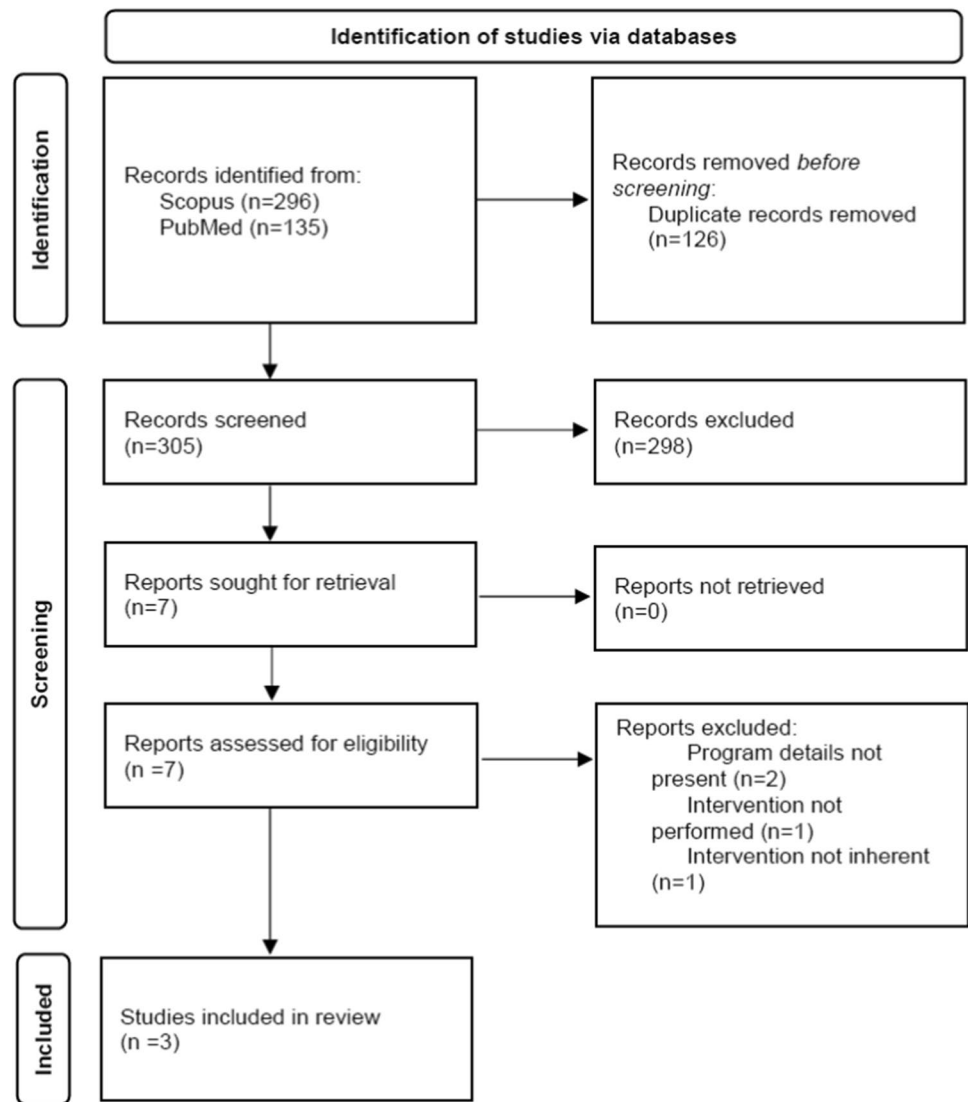 Identification of studies via databases
Identification
Records identified from:
Scopus (n=296)
PubMed (n=135)
Records removed before
screening:
Duplicate records removed
(n=126)
Screening
Records screened
(n=305)
Records excluded
(n=298)
Reports sought for retrieval
(n=7)
Reports not retrieved
(n=0)
Reports assessed for eligibility
(n =7)
Reports excluded:
Program details not
present (n=2)
Intervention not
performed (n=1)
Intervention not inherent
(n=1)
Included
Studies included in review
(n =3)